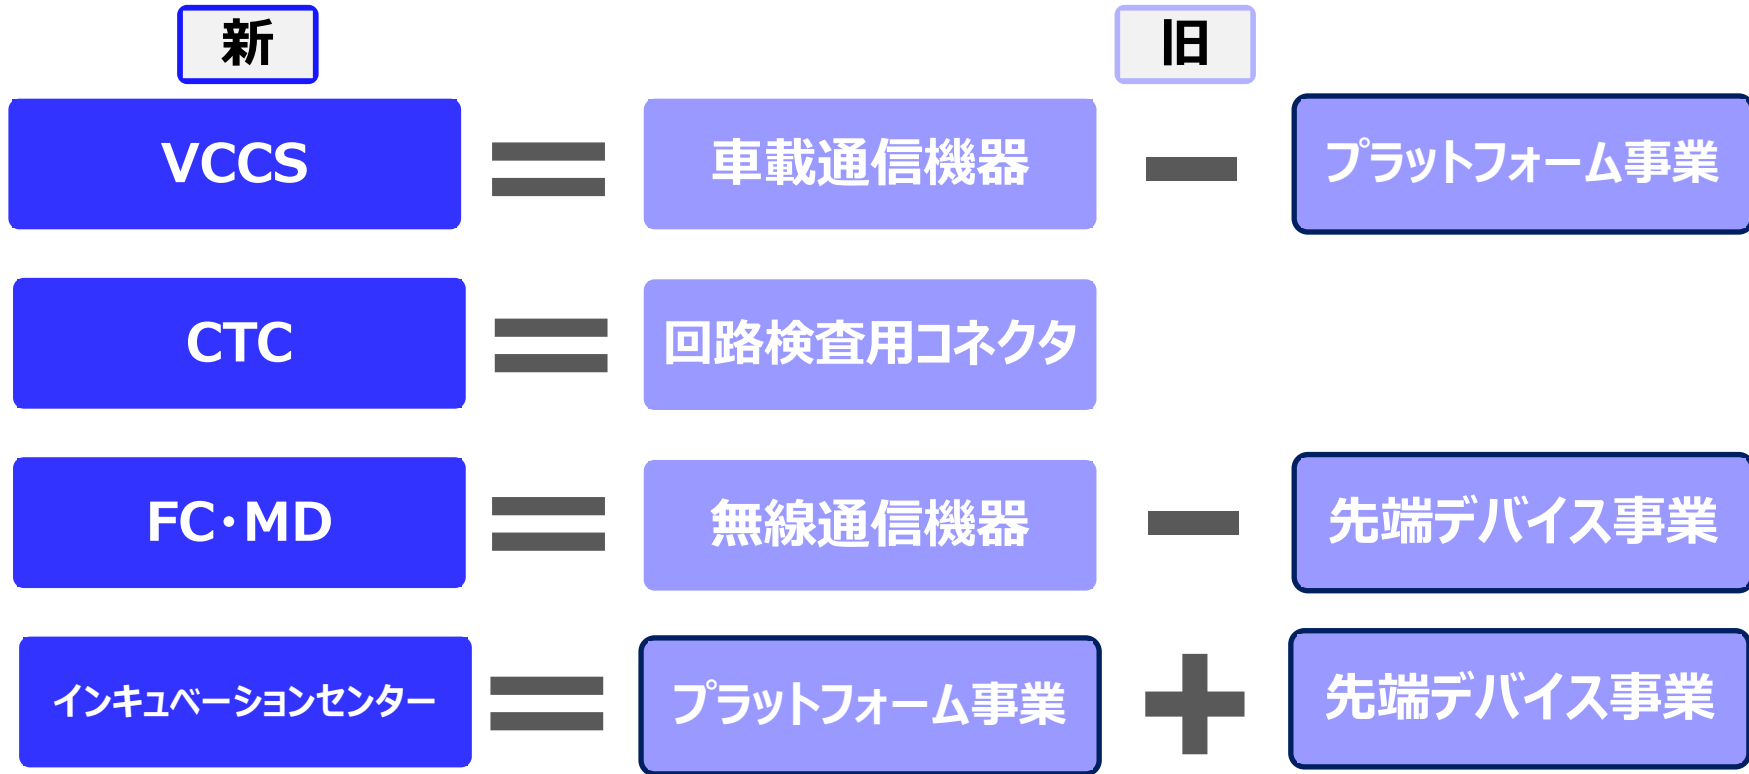 新
旧
VCCS = 車載通信機器 － プラットフォーム事業
CTC = 回路検査用コネクタ
FC・MD = 無線通信機器 － 先端デバイス事業
インキュベーションセンター = プラットフォーム事業 + 先端デバイス事業